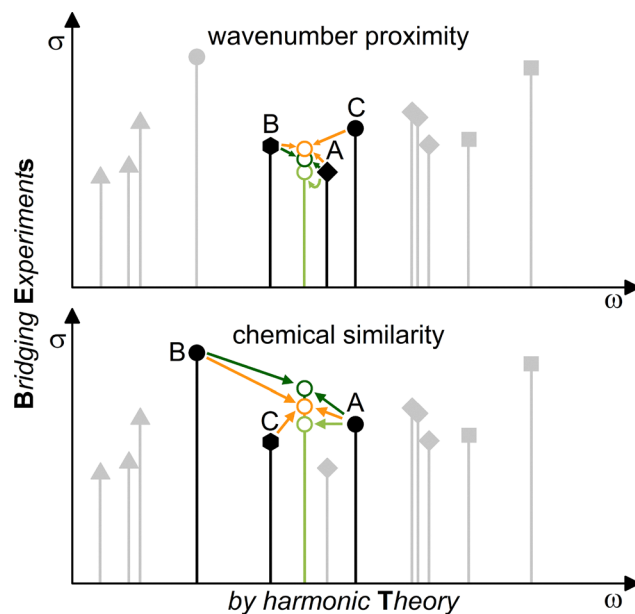 σ
wavenumber proximity
B
C
A
ω
Bridging Experiments
σ
chemical similarity
B
A
C
ω
by harmonic Theory